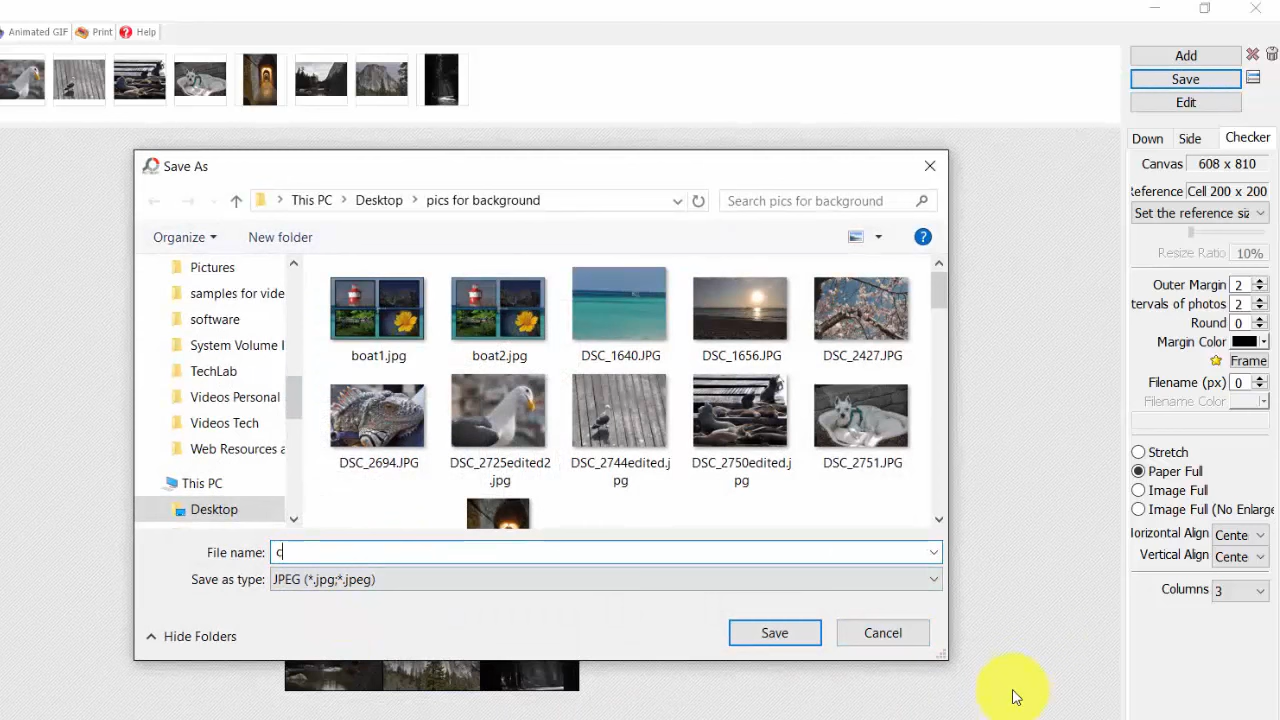 Animated GIF Print Help
Add
Save
Edit
Down Side Checker
Canvas 608 x 810
Reference Cell 200 x 200
Set the reference siz
Resize Ratio 10%
Outer Margin 2
ntervals of photos 2
Round 0
Margin Color
Frame
Filename (px) 0
Filename Color
Stretch
Paper Full
Image Full
Image Full (No Enlarge
Horizontal Align Cente
Vertical Align Cente
Columns 3
Save As
This PC > Desktop > pics for background
Search pics for background
Organize New folder
Pictures
samples for vide
software
System Volume I
TechLab
Videos Personal
Videos Tech
Web Resources a
This PC
Desktop
boat1.jpg boat2.jpg DSC_1640.JPG DSC_1656.JPG DSC_2427.JPG
DSC_2694.JPG DSC_2725edited2 DSC_2744edited.j DSC_2750edited.j DSC_2751.JPG
.jpg pg pg
File name: c
Save as type: JPEG (*.jpg;*.jpeg)
Hide Folders
Save Cancel